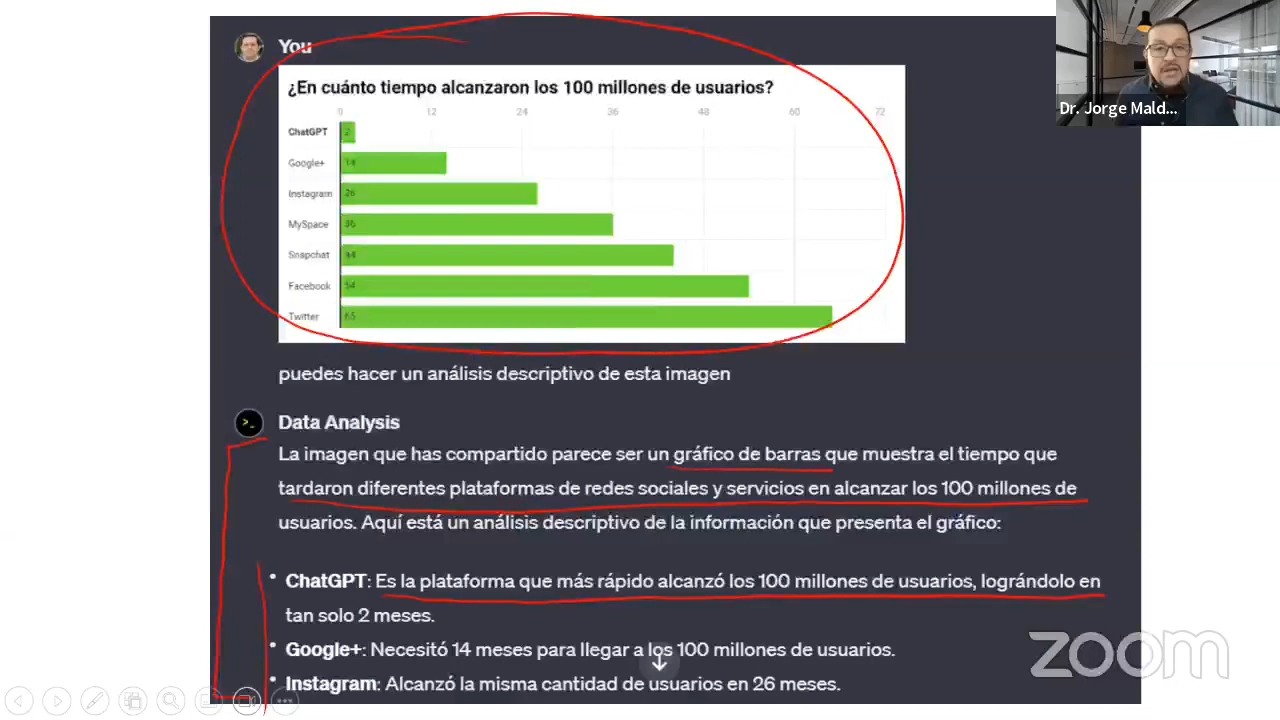 You
¿En cuánto tiempo alcanzaron los 100 millones de usuarios?
0 12 24 36 48 60 72
ChatGPT 2
Google+ 14
Instagram 26
MySpace 36
Snapchat 44
Facebook 54
Twitter 65
puedes hacer un análisis descriptivo de esta imagen
Data Analysis
La imagen que has compartido parece ser un gráfico de barras que muestra el tiempo que
tardaron diferentes plataformas de redes sociales y servicios en alcanzar los 100 millones de
usuarios. Aquí está un análisis descriptivo de la información que presenta el gráfico:
• ChatGPT: Es la plataforma que más rápido alcanzó los 100 millones de usuarios, lográndolo en
tan solo 2 meses.
• Google+: Necesitó 14 meses para llegar a los 100 millones de usuarios.
• Instagram: Alcanzó la misma cantidad de usuarios en 26 meses.
Dr. Jorge Mald...
zoom